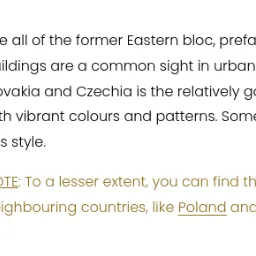 e all of the former Eastern bloc, prefa
ildings are a common sight in urban
ovakia and Czechia is the relatively g
th vibrant colours and patterns. Some
s style.
OTE: To a lesser extent, you can find th
ighbouring countries, like Poland and